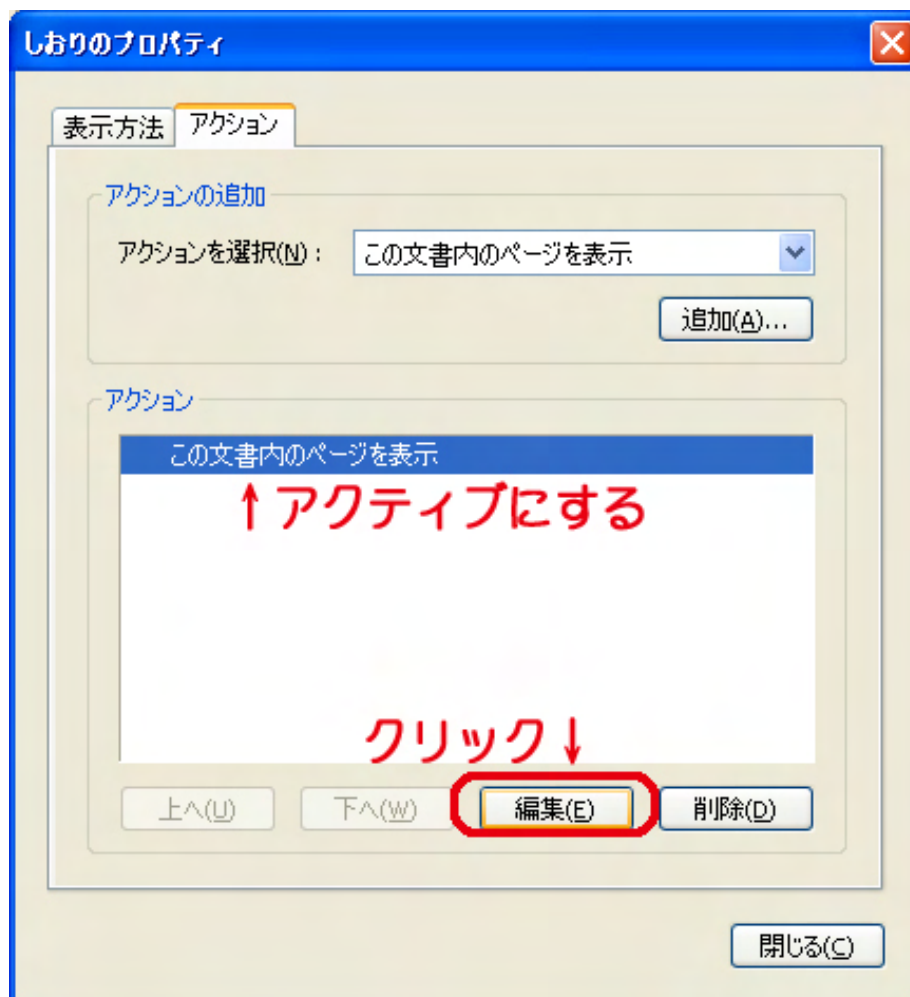 しおりのプロパティ
表示方法 アクション
アクションの追加
アクションを選択(N)： この文書内のページを表示
追加(A)...
アクション
この文書内のページを表示
↑アクティブにする
クリック↓
上へ(U) 下へ(W) 編集(E) 削除(D)
閉じる(C)